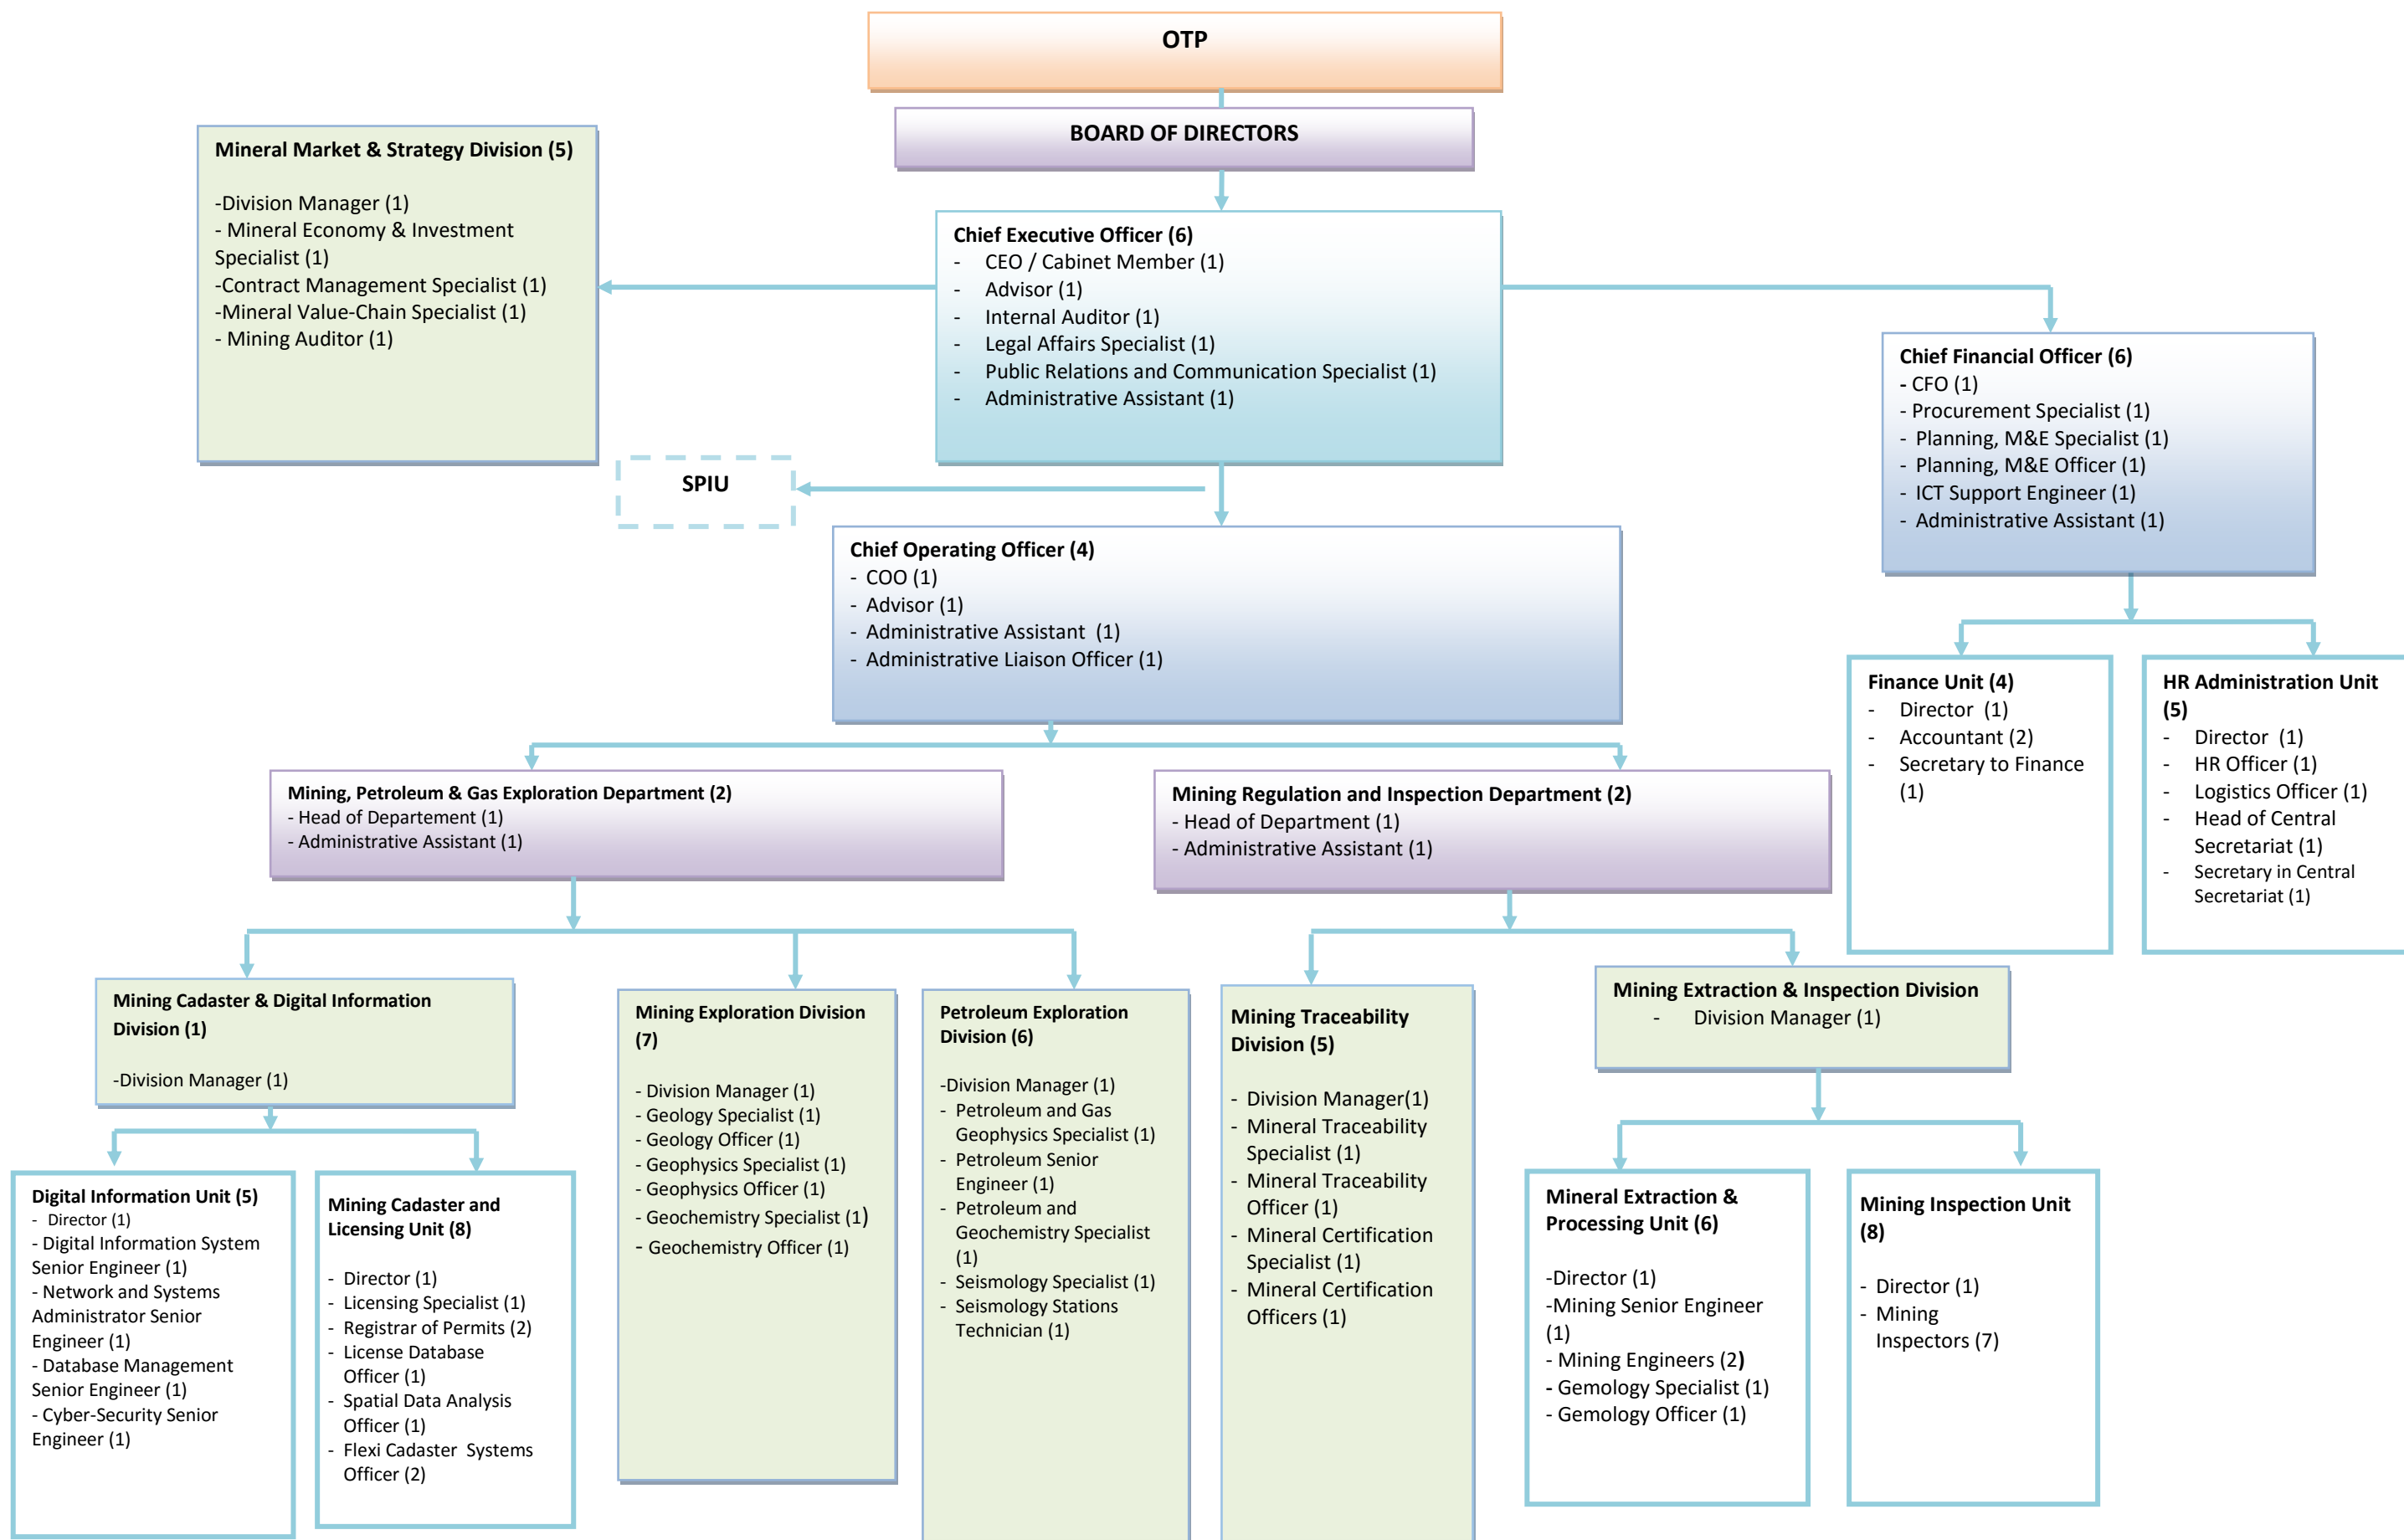 OTP
BOARD OF DIRECTORS
Mineral Market & Strategy Division (5)
-Division Manager (1)
- Mineral Economy & Investment
Specialist (1)
-Contract Management Specialist (1)
-Mineral Value-Chain Specialist (1)
- Mining Auditor (1)
Chief Executive Officer (6)
- CEO / Cabinet Member (1)
- Advisor (1)
- Internal Auditor (1)
- Legal Affairs Specialist (1)
- Public Relations and Communication Specialist (1)
- Administrative Assistant (1)
Chief Financial Officer (6)
- CFO (1)
- Procurement Specialist (1)
- Planning, M&E Specialist (1)
- Planning, M&E Officer (1)
- ICT Support Engineer (1)
- Administrative Assistant (1)
SPIU
Chief Operating Officer (4)
- COO (1)
- Advisor (1)
- Administrative Assistant (1)
- Administrative Liaison Officer (1)
Finance Unit (4)
- Director (1)
- Accountant (2)
- Secretary to Finance
(1)
HR Administration Unit
(5)
- Director (1)
- HR Officer (1)
- Logistics Officer (1)
- Head of Central
Secretariat (1)
- Secretary in Central
Secretariat (1)
Mining, Petroleum & Gas Exploration Department (2)
- Head of Departement (1)
- Administrative Assistant (1)
Mining Regulation and Inspection Department (2)
- Head of Department (1)
- Administrative Assistant (1)
Mining Cadaster & Digital Information
Division (1)
-Division Manager (1)
Mining Exploration Division
(7)
- Division Manager (1)
- Geology Specialist (1)
- Geology Officer (1)
- Geophysics Specialist (1)
- Geophysics Officer (1)
- Geochemistry Specialist (1)
- Geochemistry Officer (1)
Petroleum Exploration
Division (6)
-Division Manager (1)
- Petroleum and Gas
Geophysics Specialist (1)
- Petroleum Senior
Engineer (1)
- Petroleum and
Geochemistry Specialist
(1)
- Seismology Specialist (1)
- Seismology Stations
Technician (1)
Mining Traceability
Division (5)
- Division Manager(1)
- Mineral Traceability
Specialist (1)
- Mineral Traceability
Officer (1)
- Mineral Certification
Specialist (1)
- Mineral Certification
Officers (1)
Mining Extraction & Inspection Division
- Division Manager (1)
Digital Information Unit (5)
- Director (1)
- Digital Information System
Senior Engineer (1)
- Network and Systems
Administrator Senior
Engineer (1)
- Database Management
Senior Engineer (1)
- Cyber-Security Senior
Engineer (1)
Mining Cadaster and
Licensing Unit (8)
- Director (1)
- Licensing Specialist (1)
- Registrar of Permits (2)
- License Database
Officer (1)
- Spatial Data Analysis
Officer (1)
- Flexi Cadaster Systems
Officer (2)
Mineral Extraction &
Processing Unit (6)
-Director (1)
-Mining Senior Engineer
(1)
- Mining Engineers (2)
- Gemology Specialist (1)
- Gemology Officer (1)
Mining Inspection Unit
(8)
- Director (1)
- Mining
Inspectors (7)